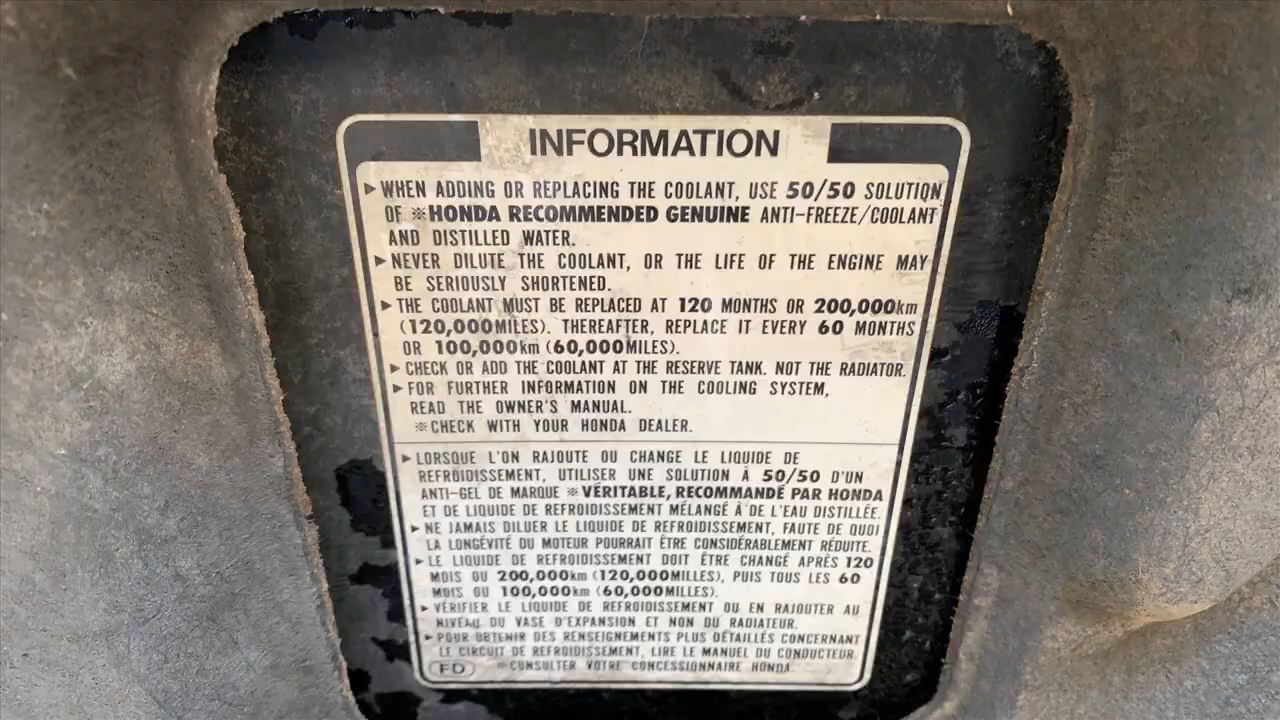 INFORMATION
▶ WHEN ADDING OR REPLACING THE COOLANT, USE 50/50 SOLUTION
OF ※HONDA RECOMMENDED GENUINE ANTI-FREEZE/COOLANT
AND DISTILLED WATER.
▶ NEVER DILUTE THE COOLANT, OR THE LIFE OF THE ENGINE MAY
BE SERIOUSLY SHORTENED.
▶ THE COOLANT MUST BE REPLACED AT 120 MONTHS OR 200,000km
(120,000MILES). THEREAFTER, REPLACE IT EVERY 60 MONTHS
OR 100,000km (60,000MILES).
▶ CHECK OR ADD THE COOLANT AT THE RESERVE TANK. NOT THE RADIATOR.
▶ FOR FURTHER INFORMATION ON THE COOLING SYSTEM,
READ THE OWNER'S MANUAL.
※CHECK WITH YOUR HONDA DEALER.
▶ LORSQUE L'ON RAJOUTE OU CHANGE LE LIQUIDE DE
REFROIDISSEMENT, UTILISER UNE SOLUTION À 50/50 D'UN
ANTI-GEL DE MARQUE ※VÉRITABLE, RECOMMANDÉ PAR HONDA
ET DE LIQUIDE DE REFROIDISSEMENT MÉLANGÉ À DE L'EAU DISTILLÉE.
▶ NE JAMAIS DILUER LE LIQUIDE DE REFROIDISSEMENT, FAUTE DE QUOI
LA LONGÉVITÉ DU MOTEUR POURRAIT ÊTRE CONSIDÉRABLEMENT RÉDUITE.
▶ LE LIQUIDE DE REFROIDISSEMENT DOIT ÊTRE CHANGÉ APRÈS 120
MOIS OU 200,000km (120,000MILLES), PUIS TOUS LES 60
MOIS OU 100,000km (60,000MILLES).
▶ VÉRIFIER LE LIQUIDE DE REFROIDISSEMENT OU EN RAJOUTER AU
NIVEAU DU VASE D'EXPANSION ET NON DU RADIATEUR.
▶ POUR OBTENIR DES RENSEIGNEMENTS PLUS DÉTAILLÉS CONCERNANT
LE CIRCUIT DE REFROIDISSEMENT, LIRE LE MANUEL DU CONDUCTEUR.
FD ※CONSULTER VOTRE CONCESSIONNAIRE HONDA.